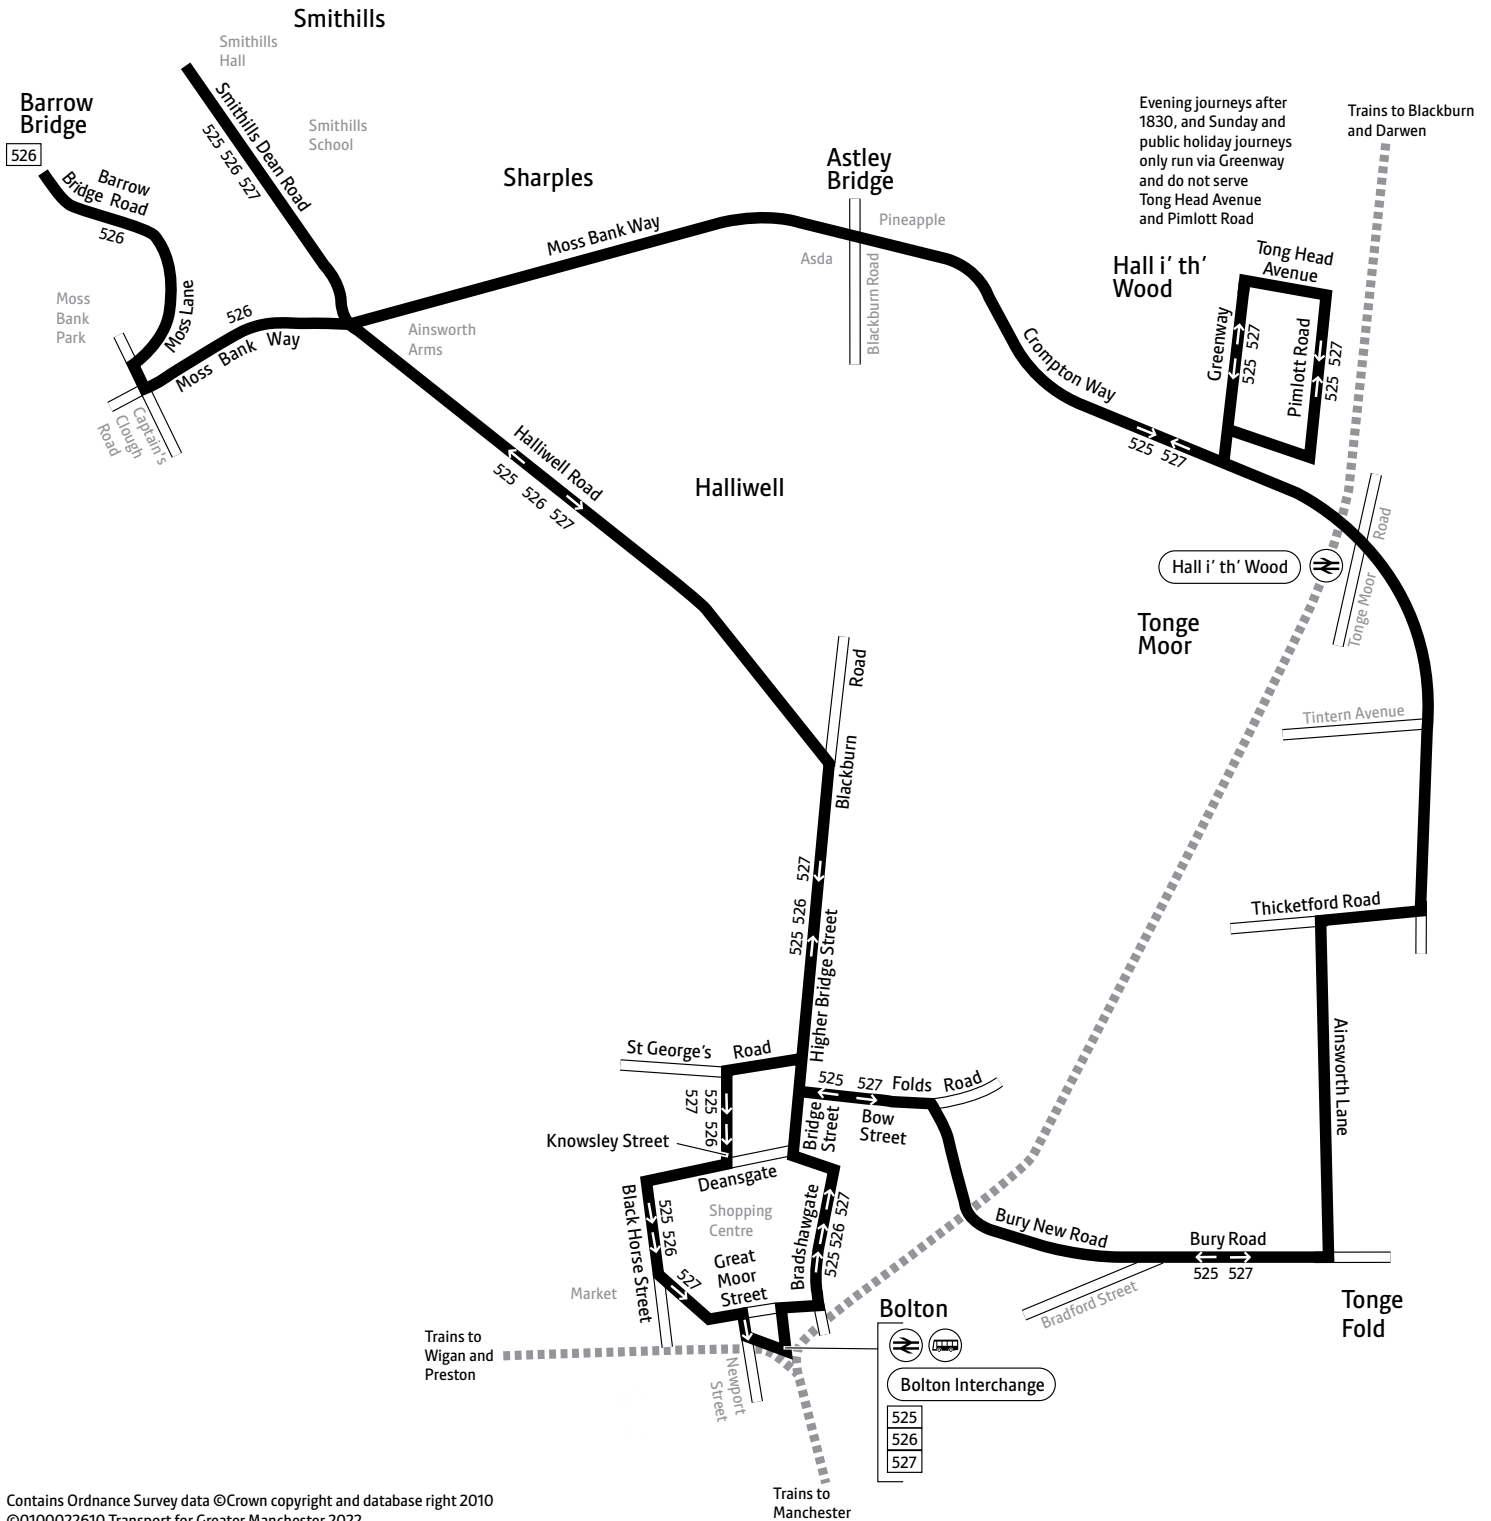 Smithills
Smithills
Hall
Barrow
Bridge
526
Smithills Dean Road
525 526 527
Smithills
School
Barrow
Bridge Road
526
Moss
Bank
Park
Moss Lane
526
Moss Bank Way
Captain's
Clough
Road
Sharples
Moss Bank Way
Ainsworth
Arms
Astley
Bridge
Pineapple
Asda
Blackburn Road
Evening journeys after
1830, and Sunday and
public holiday journeys
only run via Greenway
and do not serve
Tong Head Avenue
and Pimlott Road
Trains to Blackburn
and Darwen
Hall i' th'
Wood
Tong Head
Avenue
Greenway
525 527
Pimlott Road
525 527
Crompton Way
525 527
Halliwell Road
525 526 527
Halliwell
Hall i' th' Wood
Tonge Moor Road
Tonge
Moor
Tintern Avenue
Blackburn Road
525 526 527
Higher Bridge Street
Thicketford Road
Ainsworth Lane
St George's Road
525 527 Folds Road
Bow
Street
Bridge
Street
525 526
527
Knowsley Street
Deansgate
Shopping
Centre
Black Horse Street
525 526
527
Great
Moor
Street
Bradshawgate
525 526 527
Market
Bury New Road
Bury Road
525 527
Bradford Street
Tonge
Fold
Trains to
Wigan and
Preston
Newport
Street
Bolton
Bolton Interchange
525
526
527
Trains to
Manchester
Contains Ordnance Survey data ©Crown copyright and database right 2010
©0100022610 Transport for Greater Manchester 2022